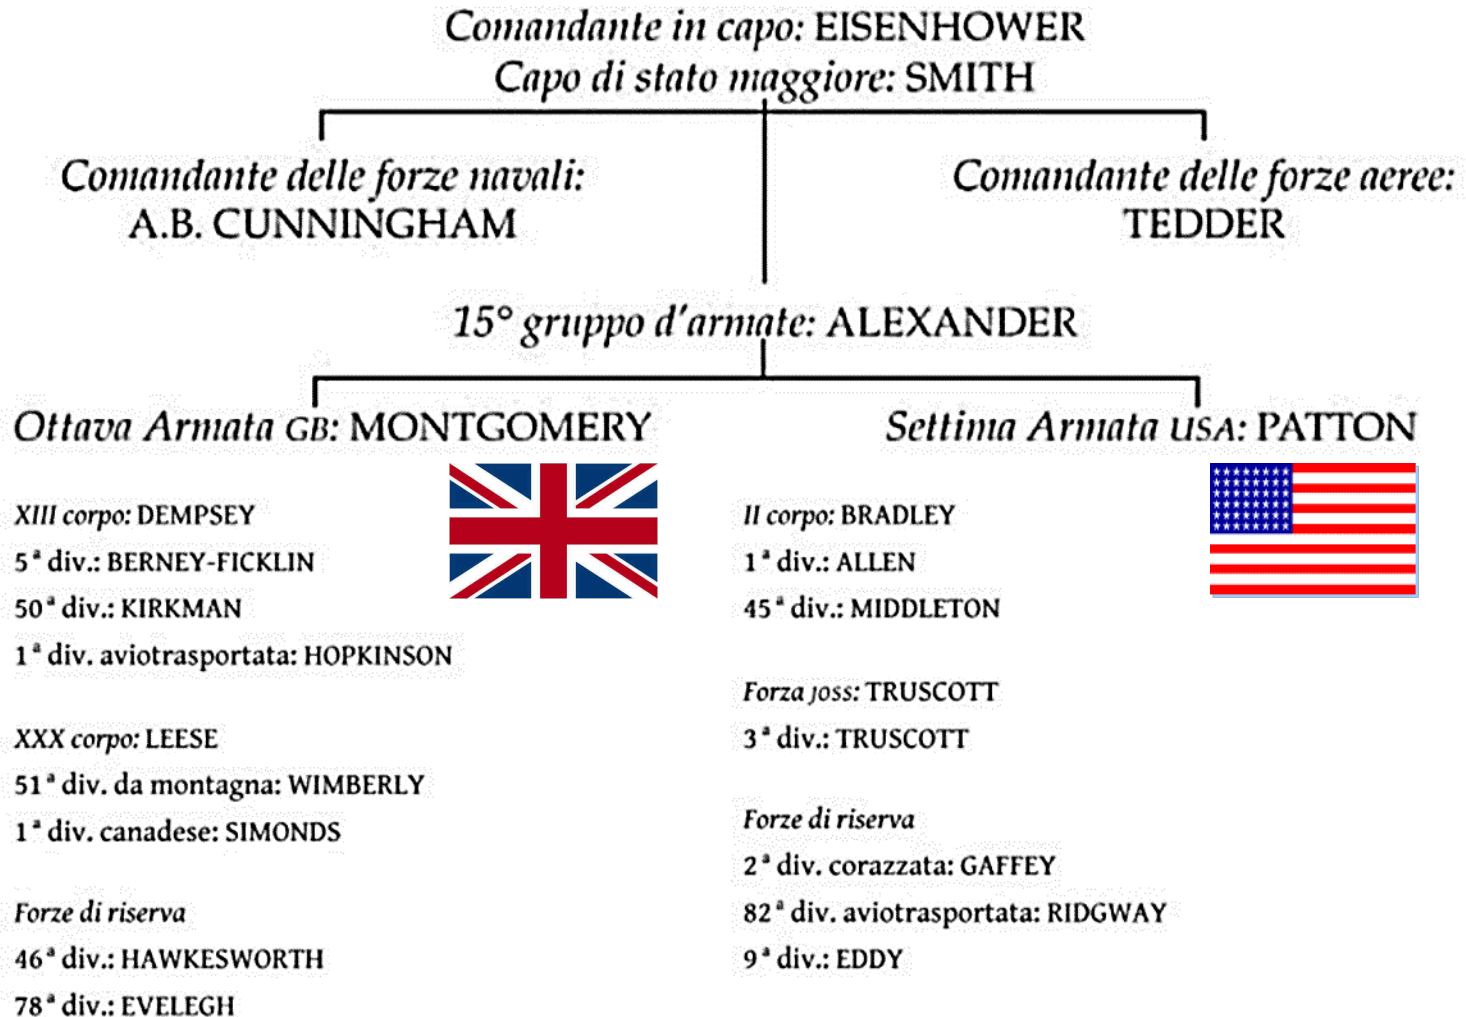 Comandante in capo: EISENHOWER
Capo di stato maggiore: SMITH
Comandante delle forze navali:
A.B. CUNNINGHAM
Comandante delle forze aeree:
TEDDER
15° gruppo d'armate: ALEXANDER
Ottava Armata GB: MONTGOMERY
XIII corpo: DEMPSEY
5ª div.: BERNEY-FICKLIN
50ª div.: KIRKMAN
1ª div. aviotrasportata: HOPKINSON
XXX corpo: LEESE
51ª div. da montagna: WIMBERLY
1ª div. canadese: SIMONDS
Forze di riserva
46ª div.: HAWKESWORTH
78ª div.: EVELEGH
Settima Armata USA: PATTON
II corpo: BRADLEY
1ª div.: ALLEN
45ª div.: MIDDLETON
Forza joss: TRUSCOTT
3ª div.: TRUSCOTT
Forze di riserva
2ª div. corazzata: GAFFEY
82ª div. aviotrasportata: RIDGWAY
9ª div.: EDDY